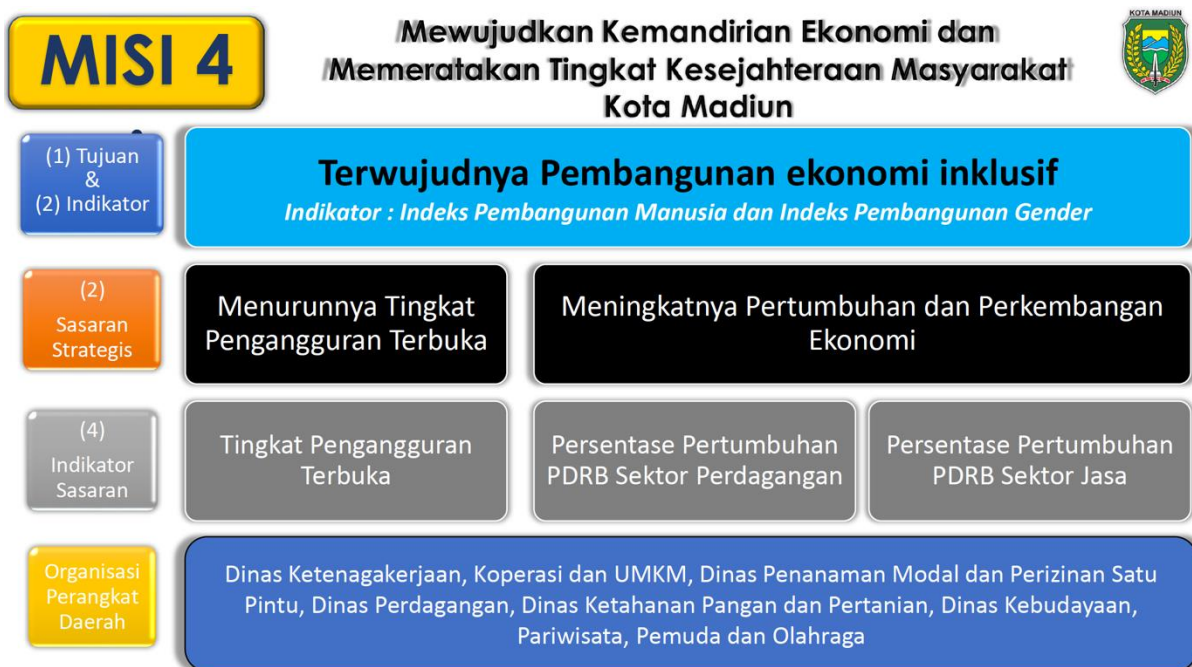 MISI 4
Mewujudkan Kemandirian Ekonomi dan
Memeratakan Tingkat Kesejahteraan Masyarakat
Kota Madiun
KOTA MADIUN
(1) Tujuan
&
(2) Indikator
Terwujudnya Pembangunan ekonomi inklusif
Indikator : Indeks Pembangunan Manusia dan Indeks Pembangunan Gender
(2)
Sasaran
Strategis
Menurunnya Tingkat
Pengangguran Terbuka
Meningkatnya Pertumbuhan dan Perkembangan
Ekonomi
(4)
Indikator
Sasaran
Tingkat Pengangguran
Terbuka
Persentase Pertumbuhan
PDRB Sektor Perdagangan
Persentase Pertumbuhan
PDRB Sektor Jasa
Organisasi
Perangkat
Daerah
Dinas Ketenagakerjaan, Koperasi dan UMKM, Dinas Penanaman Modal dan Perizinan Satu
Pintu, Dinas Perdagangan, Dinas Ketahanan Pangan dan Pertanian, Dinas Kebudayaan,
Pariwisata, Pemuda dan Olahraga